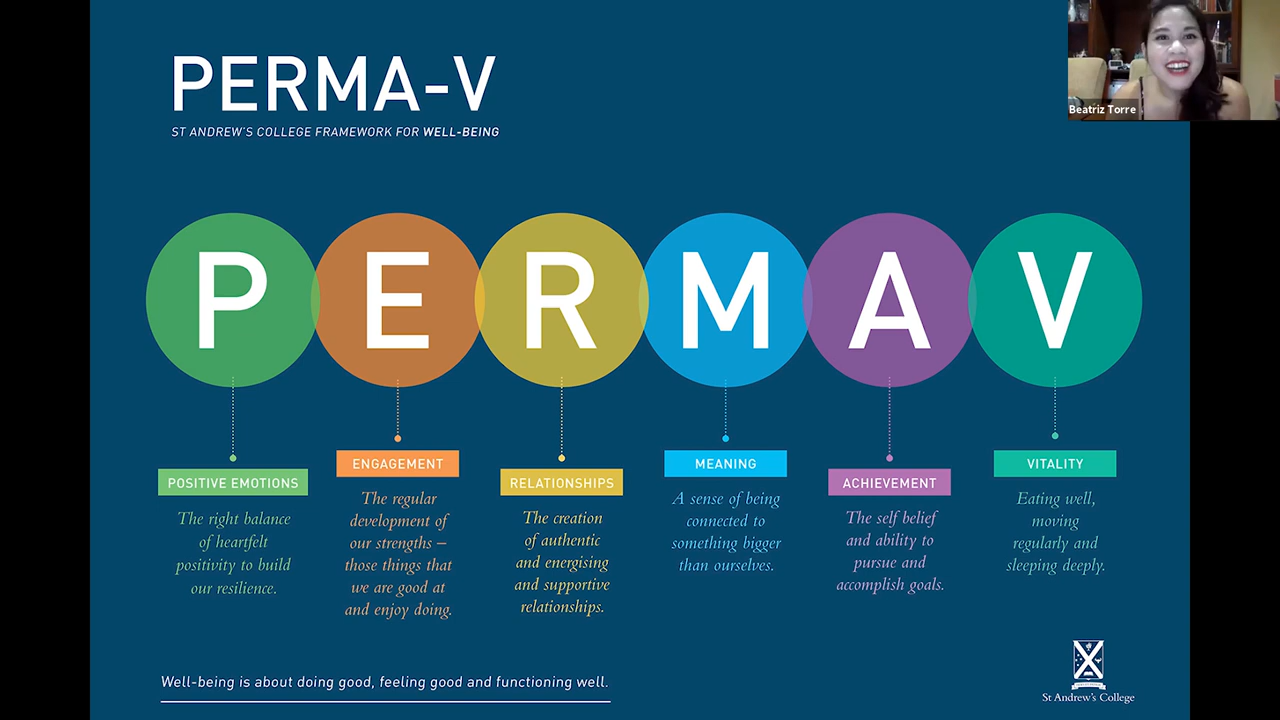 PERMA-V
ST ANDREW'S COLLEGE FRAMEWORK FOR WELL-BEING
Beatriz Torre
P E R M A V
POSITIVE EMOTIONS
The right balance
of heartfelt
positivity to build
our resilience.
ENGAGEMENT
The regular
development of
our strengths –
those things that
we are good at
and enjoy doing.
RELATIONSHIPS
The creation
of authentic
and energising
and supportive
relationships.
MEANING
A sense of being
connected to
something bigger
than ourselves.
ACHIEVEMENT
The self belief
and ability to
pursue and
accomplish goals.
VITALITY
Eating well,
moving
regularly and
sleeping deeply.
Well-being is about doing good, feeling good and functioning well.
St Andrew's College